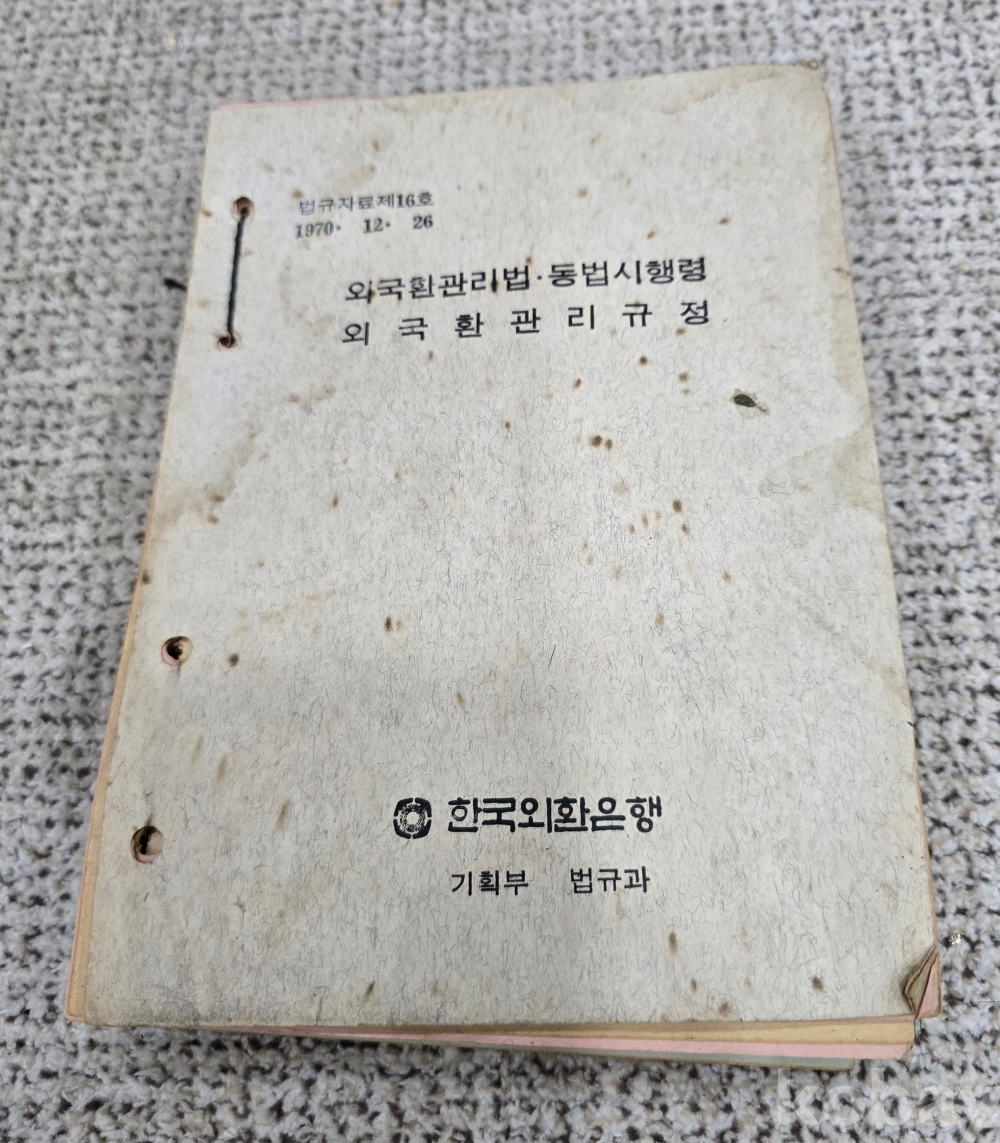 법규자료제16호
1970. 12. 26
외국환관리법·동법시행령
외국환관리규정
한국외환은행
기획부 법규과
kobay